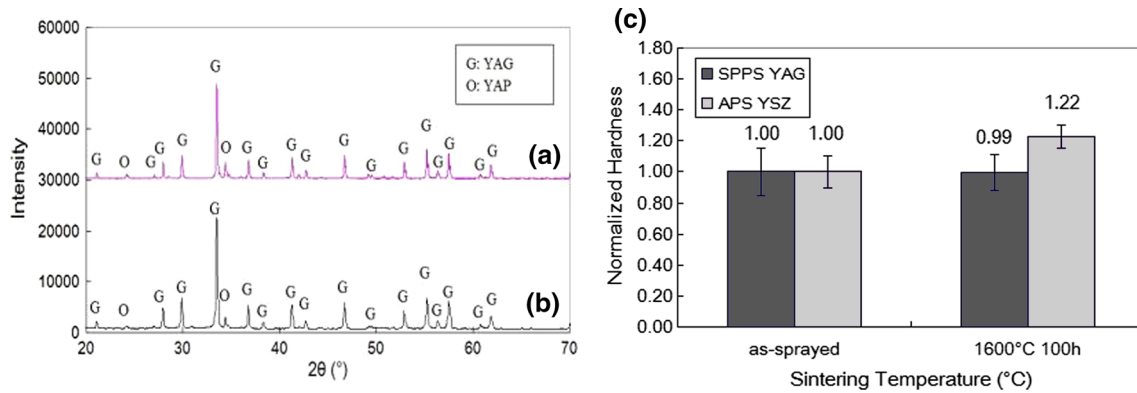 60000
50000
40000
30000
20000
10000
0
Intensity
20 30 40 50 60 70
2θ (°)
G: YAG
O: YAP
G
G O G G G O G G G G G G G G G G G
(a)
G
G O G G O G G G G G G G G G G G
(b)
(c)
1.80
1.60
1.40
1.20
1.00
0.80
0.60
0.40
0.20
0.00
Normalized Hardness
SPPS YAG
APS YSZ
1.00 1.00 0.99 1.22
as-sprayed 1600°C 100h
Sintering Temperature (°C)